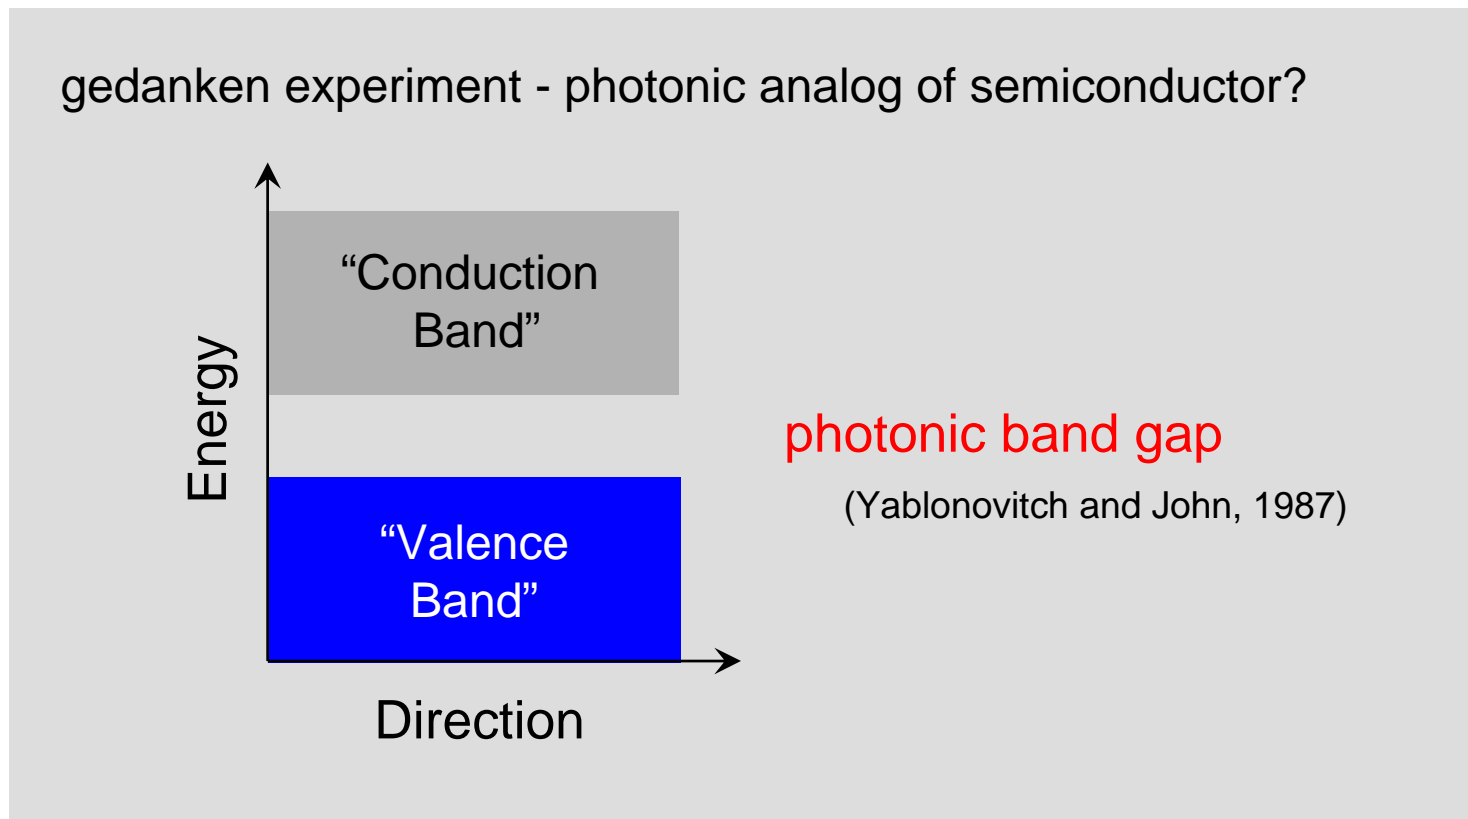 gedanken experiment - photonic analog of semiconductor?
“Conduction
Band”
Energy
photonic band gap
(Yablonovitch and John, 1987)
“Valence
Band”
Direction